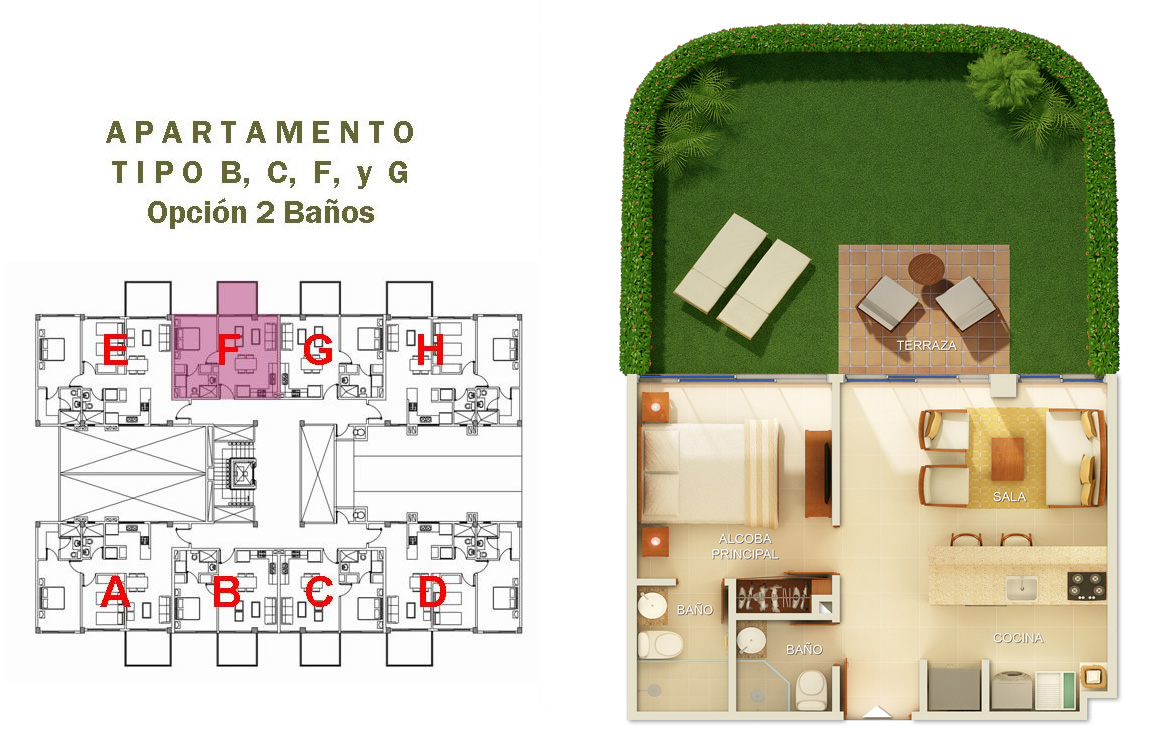 APARTAMENTO
TIPO B, C, F, y G
Opción 2 Baños
E
F
G
H
A
B
C
D
TERRAZA
SALA
ALCOBA
PRINCIPAL
BAÑO
BAÑO
COCINA